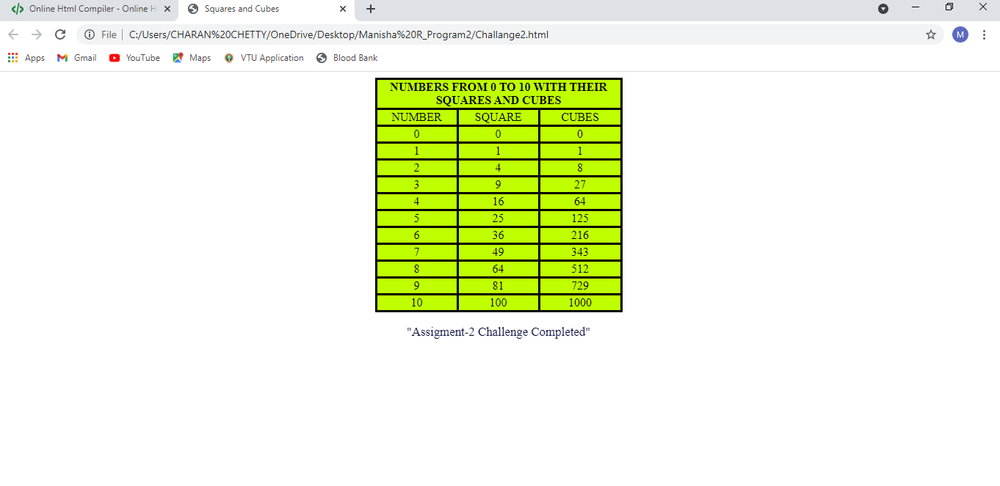 Online Html Compiler - Online H
Squares and Cubes
File
C:/Users/CHARAN%20CHETTY/OneDrive/Desktop/Manisha%20R_Program2/Challange2.html
M
Apps
Gmail
YouTube
Maps
VTU Application
Blood Bank
NUMBERS FROM 0 TO 10 WITH THEIR
SQUARES AND CUBES
NUMBER SQUARE CUBES
0 0 0
1 1 1
2 4 8
3 9 27
4 16 64
5 25 125
6 36 216
7 49 343
8 64 512
9 81 729
10 100 1000
"Assigment-2 Challenge Completed"